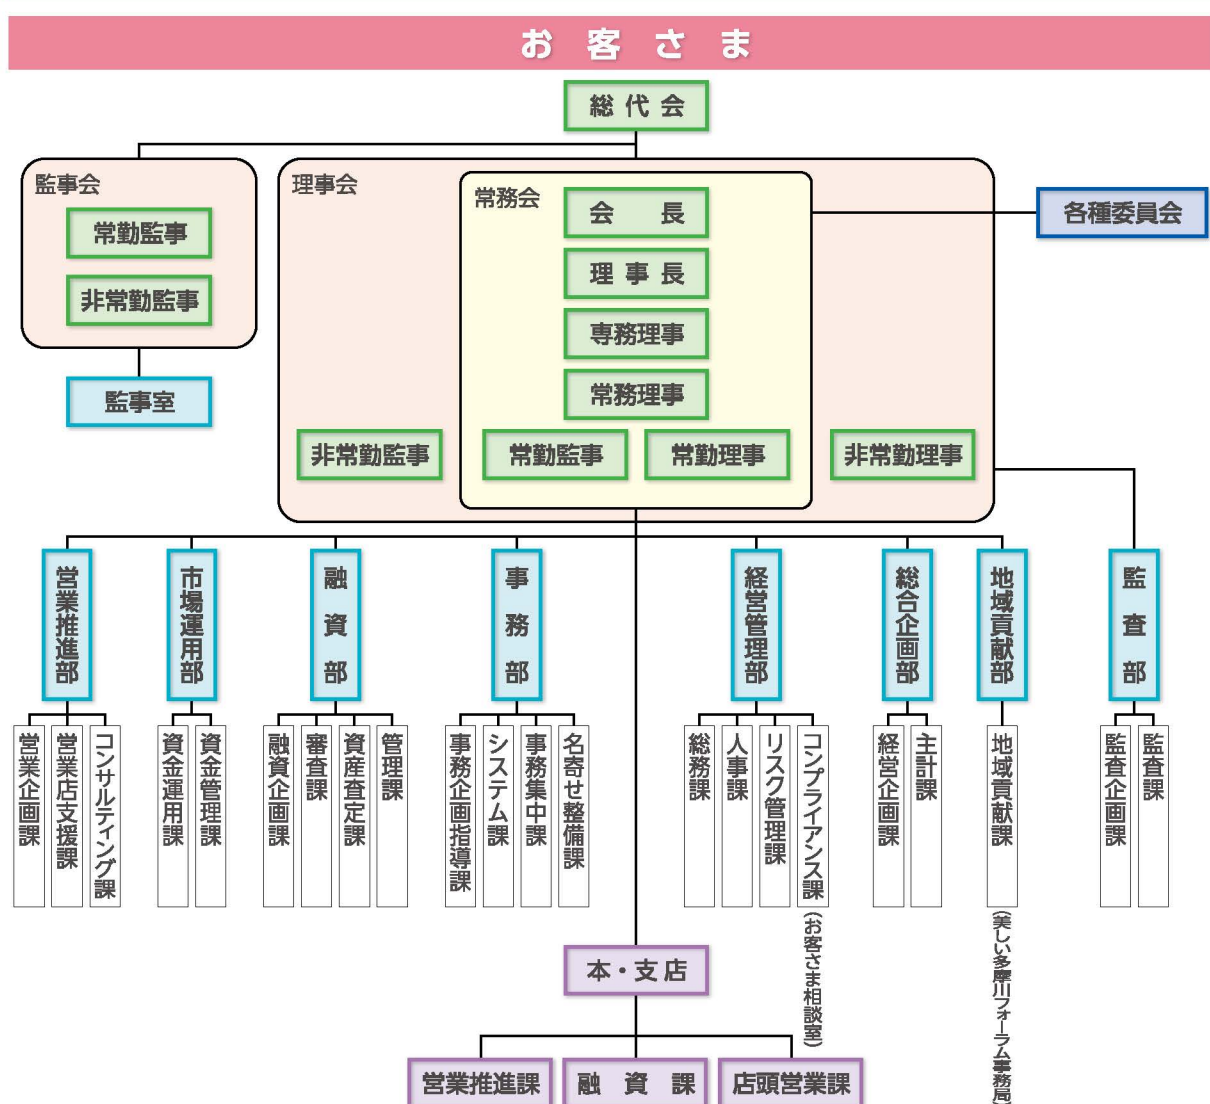 お客さま
総代会
監事会
常勤監事
非常勤監事
監事室
理事会
常務会
会長
理事長
専務理事
常務理事
非常勤監事
常勤監事
常勤理事
非常勤理事
各種委員会
営業推進部
市場運用部
融資部
事務部
経営管理部
総合企画部
地域貢献部
監査部
営業企画課
営業店支援課
コンサルティング課
資金運用課
資金管理課
融資企画課
審査課
資産査定課
管理課
事務企画指導課
システム課
事務集中課
名寄せ整備課
総務課
人事課
リスク管理課
コンプライアンス課
(お客さま相談室)
経営企画課
主計課
地域貢献課
(美しい多摩川フォーラム事務局)
監査企画課
監査課
本・支店
営業推進課
融資課
店頭営業課